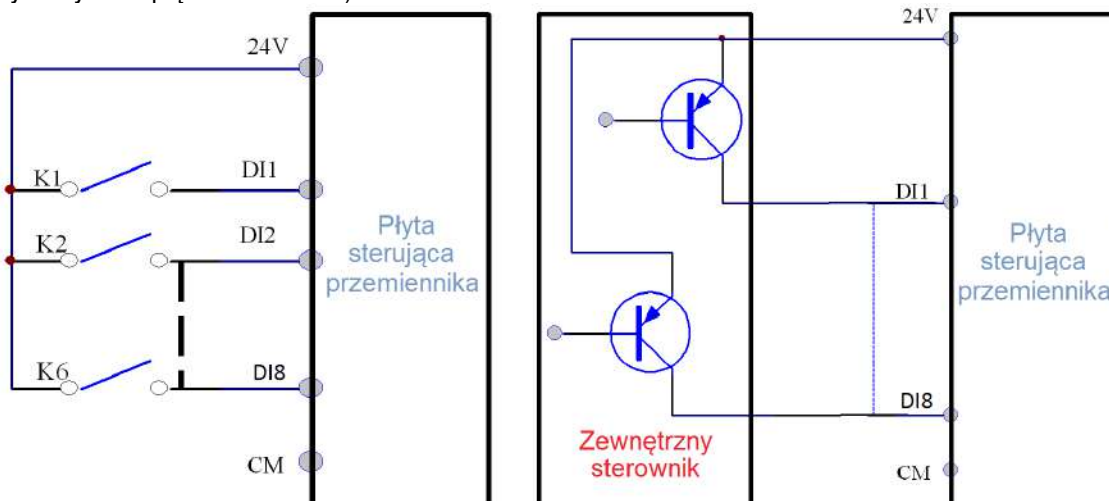 24V
K1
DI1
K2
DI2
K6
DI8
CM
Płyta
sterująca
przemiennika
24V
DI1
DI8
CM
Płyta
sterująca
przemiennika
Zewnętrzny
sterownik